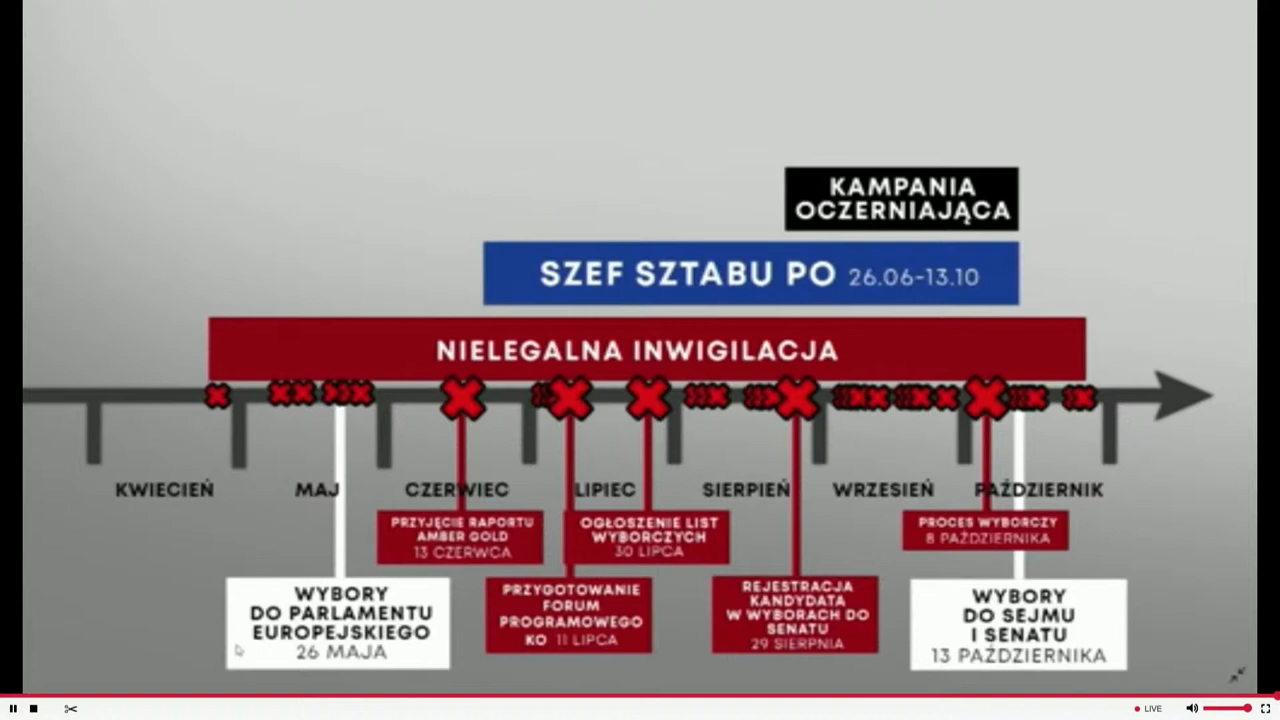 KAMPANIA
OCZERNIAJĄCA
SZEF SZTABU PO 26.06-13.10
NIELEGALNA INWIGILACJA
KWIECIEŃ
MAJ
CZERWIEC
LIPIEC
SIERPIEŃ
WRZESIEŃ
PAŹDZIERNIK
PRZYJĘCIE RAPORTU
AMBER GOLD
13 CZERWCA
OGŁOSZENIE LIST
WYBORCZYCH
30 LIPCA
PROCES WYBORCZY
8 PAŹDZIERNIKA
WYBORY
DO PARLAMENTU
EUROPEJSKIEGO
26 MAJA
PRZYGOTOWANIE
FORUM
PROGRAMOWEGO
KO 11 LIPCA
REJESTRACJA
KANDYDATA
W WYBORACH DO
SENATU
29 SIERPNIA
WYBORY
DO SEJMU
I SENATU
13 PAŹDZIERNIKA
LIVE